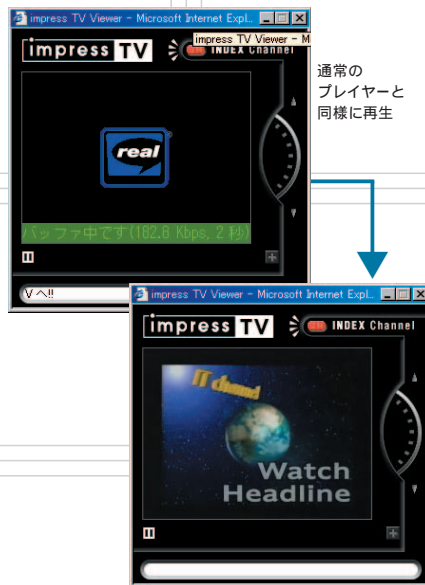 impress TV Viewer - Microsoft Internet Expl...
impress TV Viewer - M
impress TV
INDEX Channel
通常の
プレイヤーと
同様に再生
real
バッファ中です(182.8 Kbps, 2 秒)
V へ!!
impress TV Viewer - Microsoft Internet Expl...
impress TV
INDEX Channel
IT channel
Watch
Headline